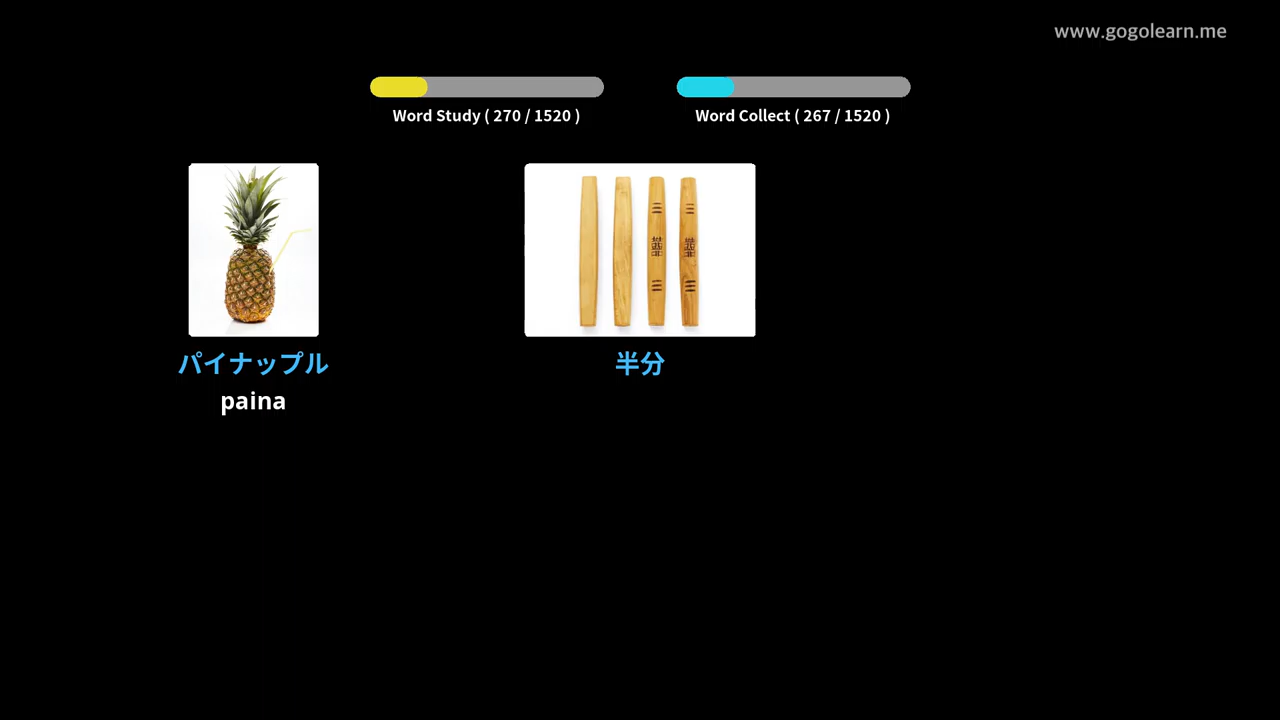 www.gogolearn.me
Word Study ( 270 / 1520 )
Word Collect ( 267 / 1520 )
パイナップル
paina
半分